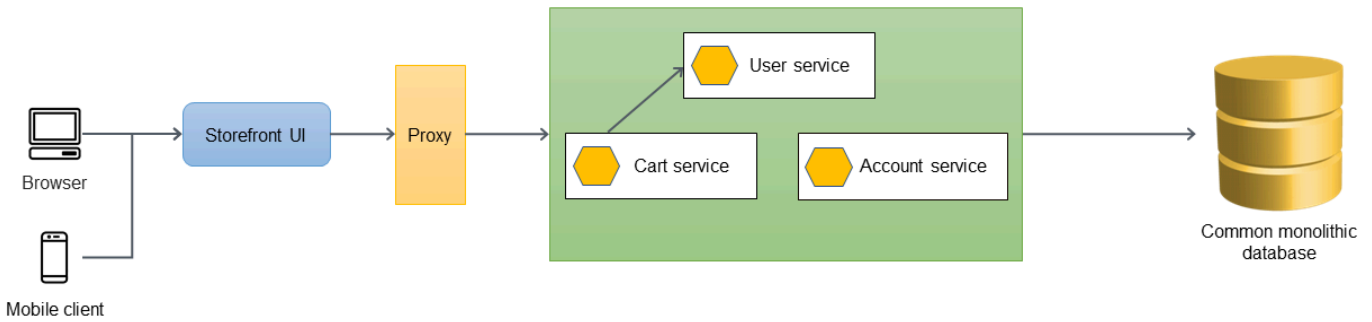 Browser
Mobile client
Storefront UI
Proxy
User service
Cart service
Account service
Common monolithic
database